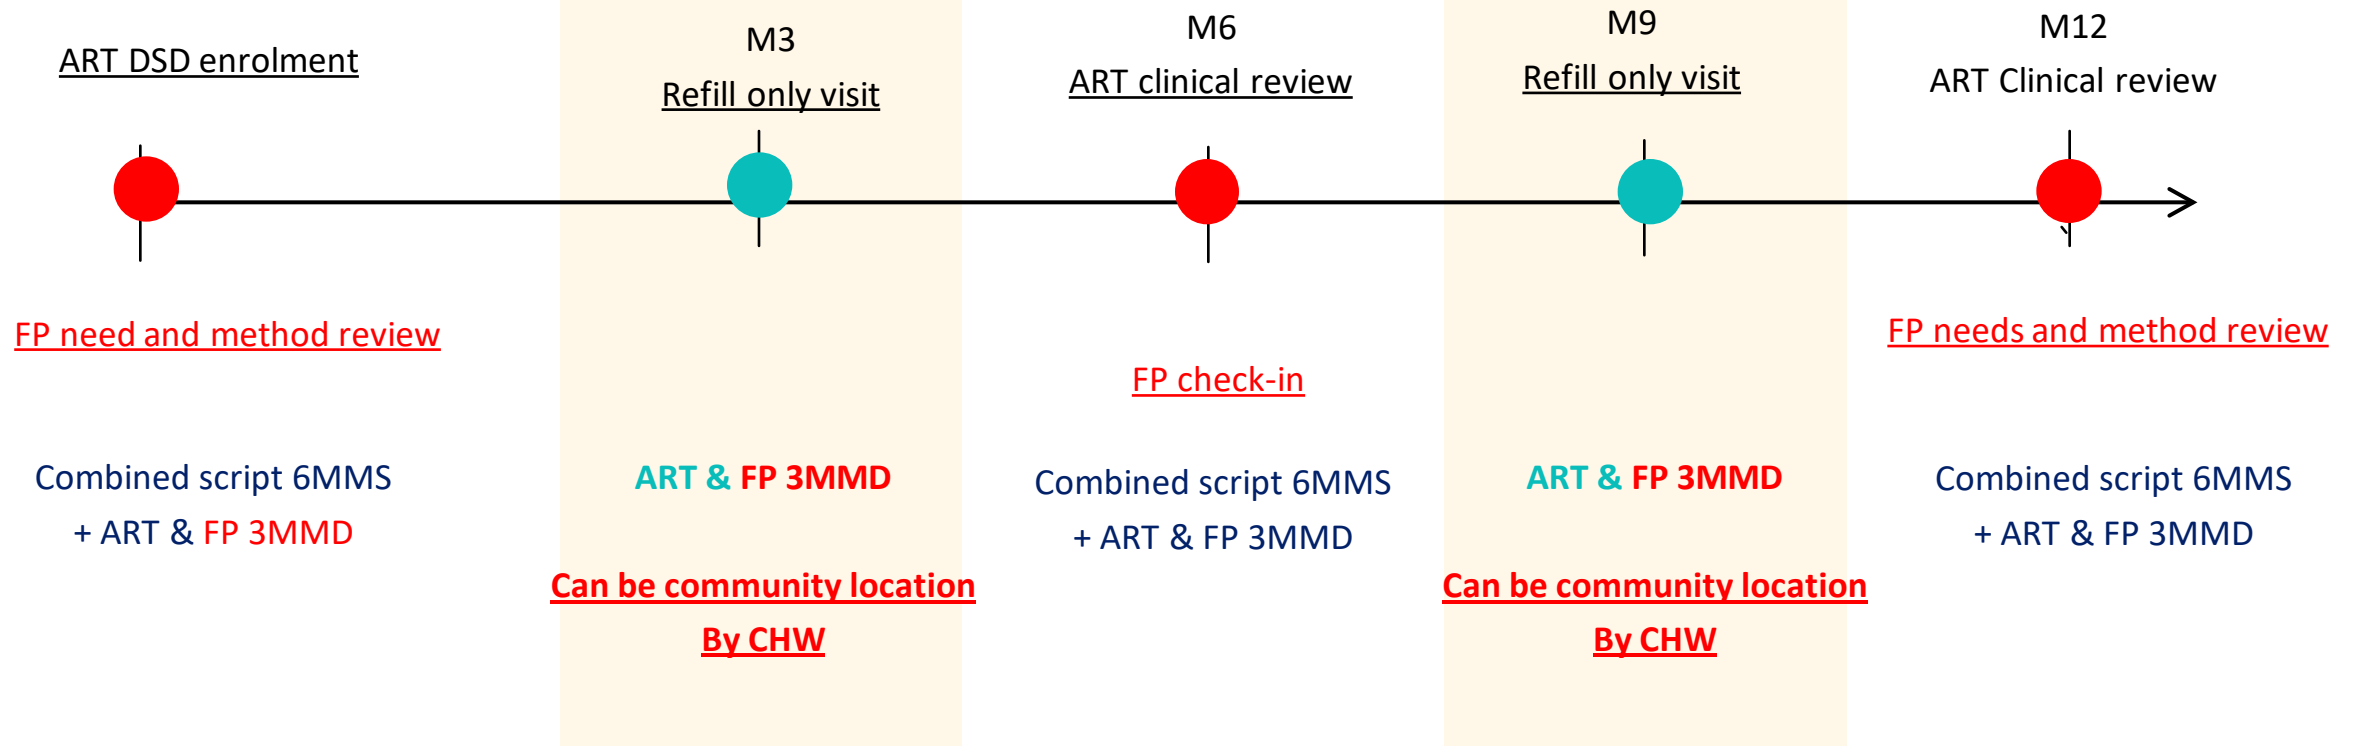 ART DSD enrolment
FP need and method review
Combined script 6MMS
+ ART & FP 3MMD
M3
Refill only visit
ART & FP 3MMD
Can be community location
By CHW
M6
ART clinical review
FP check-in
Combined script 6MMS
+ ART & FP 3MMD
M9
Refill only visit
ART & FP 3MMD
Can be community location
By CHW
M12
ART Clinical review
FP needs and method review
Combined script 6MMS
+ ART & FP 3MMD